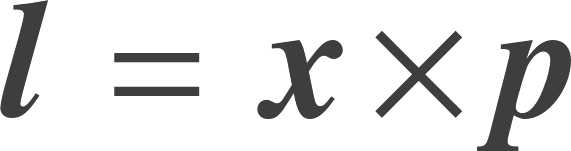 l = x × p